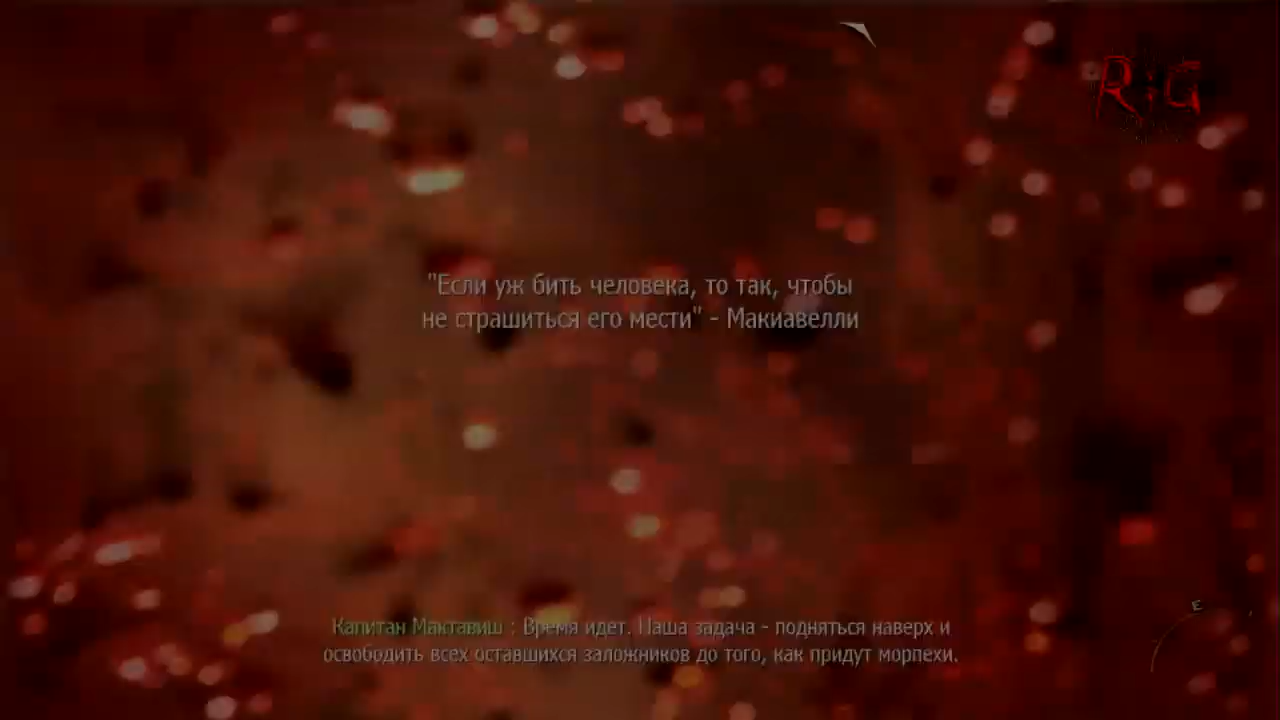 RiG
"Если уж бить человека, то так, чтобы
не страшиться его мести" - Макиавелли
Капитан Мактавиш : Время идет. Наша задача - подняться наверх и
освободить всех оставшихся заложников до того, как придут морпехи.
E